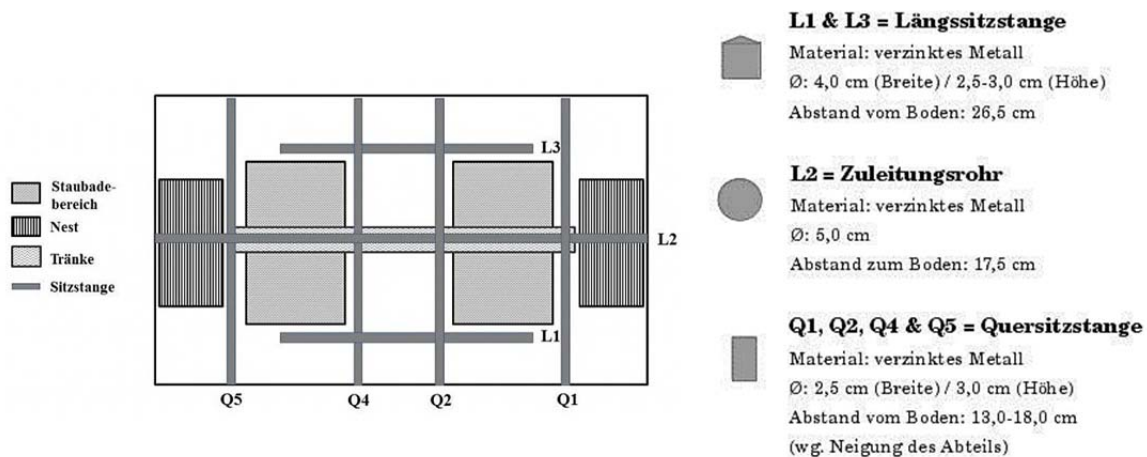 Staubade-
bereich
Nest
Tränke
Sitzstange
L3
L2
L1
Q5 Q4 Q2 Q1
L1 & L3 = Längssitzstange
Material: verzinktes Metall
Ø: 4,0 cm (Breite) / 2,5-3,0 cm (Höhe)
Abstand vom Boden: 26,5 cm
L2 = Zuleitungsrohr
Material: verzinktes Metall
Ø: 5,0 cm
Abstand zum Boden: 17,5 cm
Q1, Q2, Q4 & Q5 = Quersitzstange
Material: verzinktes Metall
Ø: 2,5 cm (Breite) / 3,0 cm (Höhe)
Abstand vom Boden: 13,0-18,0 cm
(wg. Neigung des Abteils)